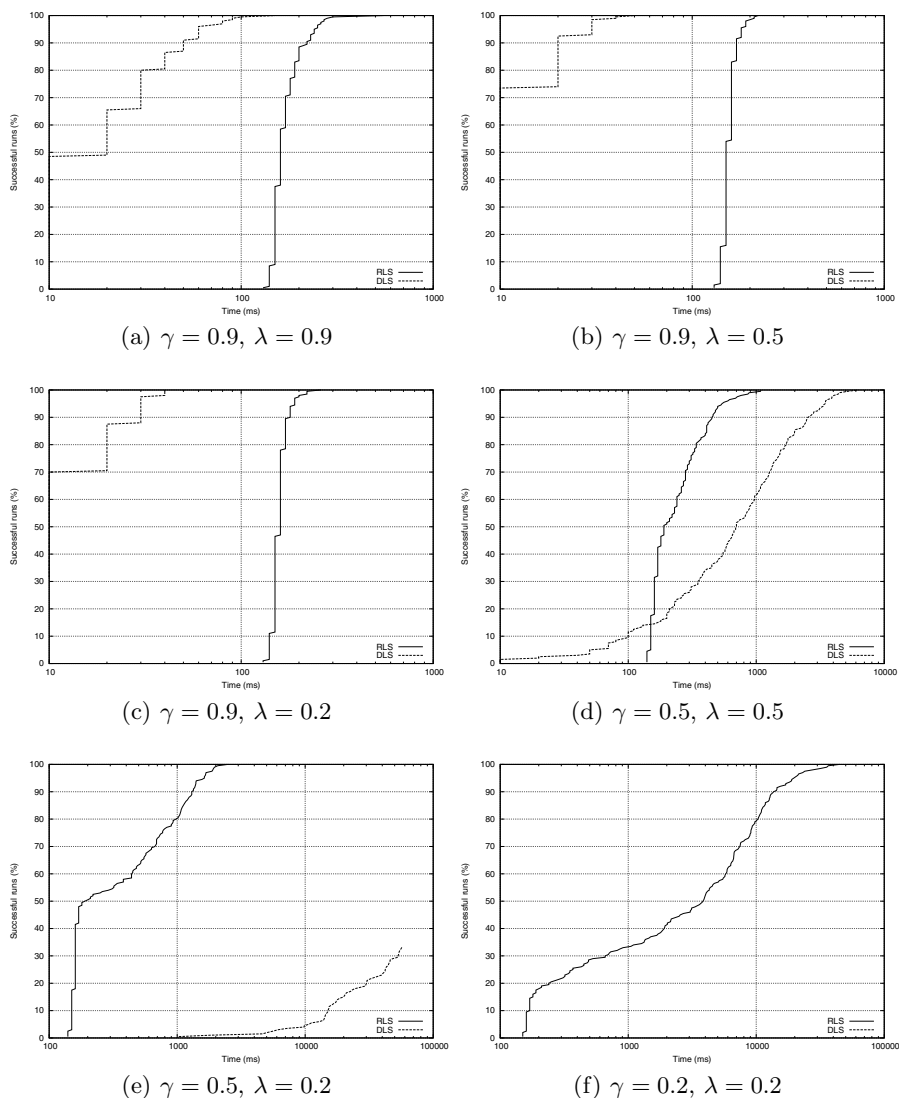 100
90
80
70
60
50
40
30
20
10
0
Successful runs (%)
RLS
DLS
10 100 1000
Time (ms)
(a) γ = 0.9, λ = 0.9
100
90
80
70
60
50
40
30
20
10
0
Successful runs (%)
RLS
DLS
10 100 1000
Time (ms)
(b) γ = 0.9, λ = 0.5
100
90
80
70
60
50
40
30
20
10
0
Successful runs (%)
RLS
DLS
10 100 1000
Time (ms)
(c) γ = 0.9, λ = 0.2
100
90
80
70
60
50
40
30
20
10
0
Successful runs (%)
RLS
DLS
10 100 1000 10000
Time (ms)
(d) γ = 0.5, λ = 0.5
100
90
80
70
60
50
40
30
20
10
0
Successful runs (%)
RLS
DLS
100 1000 10000 100000
Time (ms)
(e) γ = 0.5, λ = 0.2
100
90
80
70
60
50
40
30
20
10
0
Successful runs (%)
RLS
DLS
100 1000 10000 100000
Time (ms)
(f) γ = 0.2, λ = 0.2